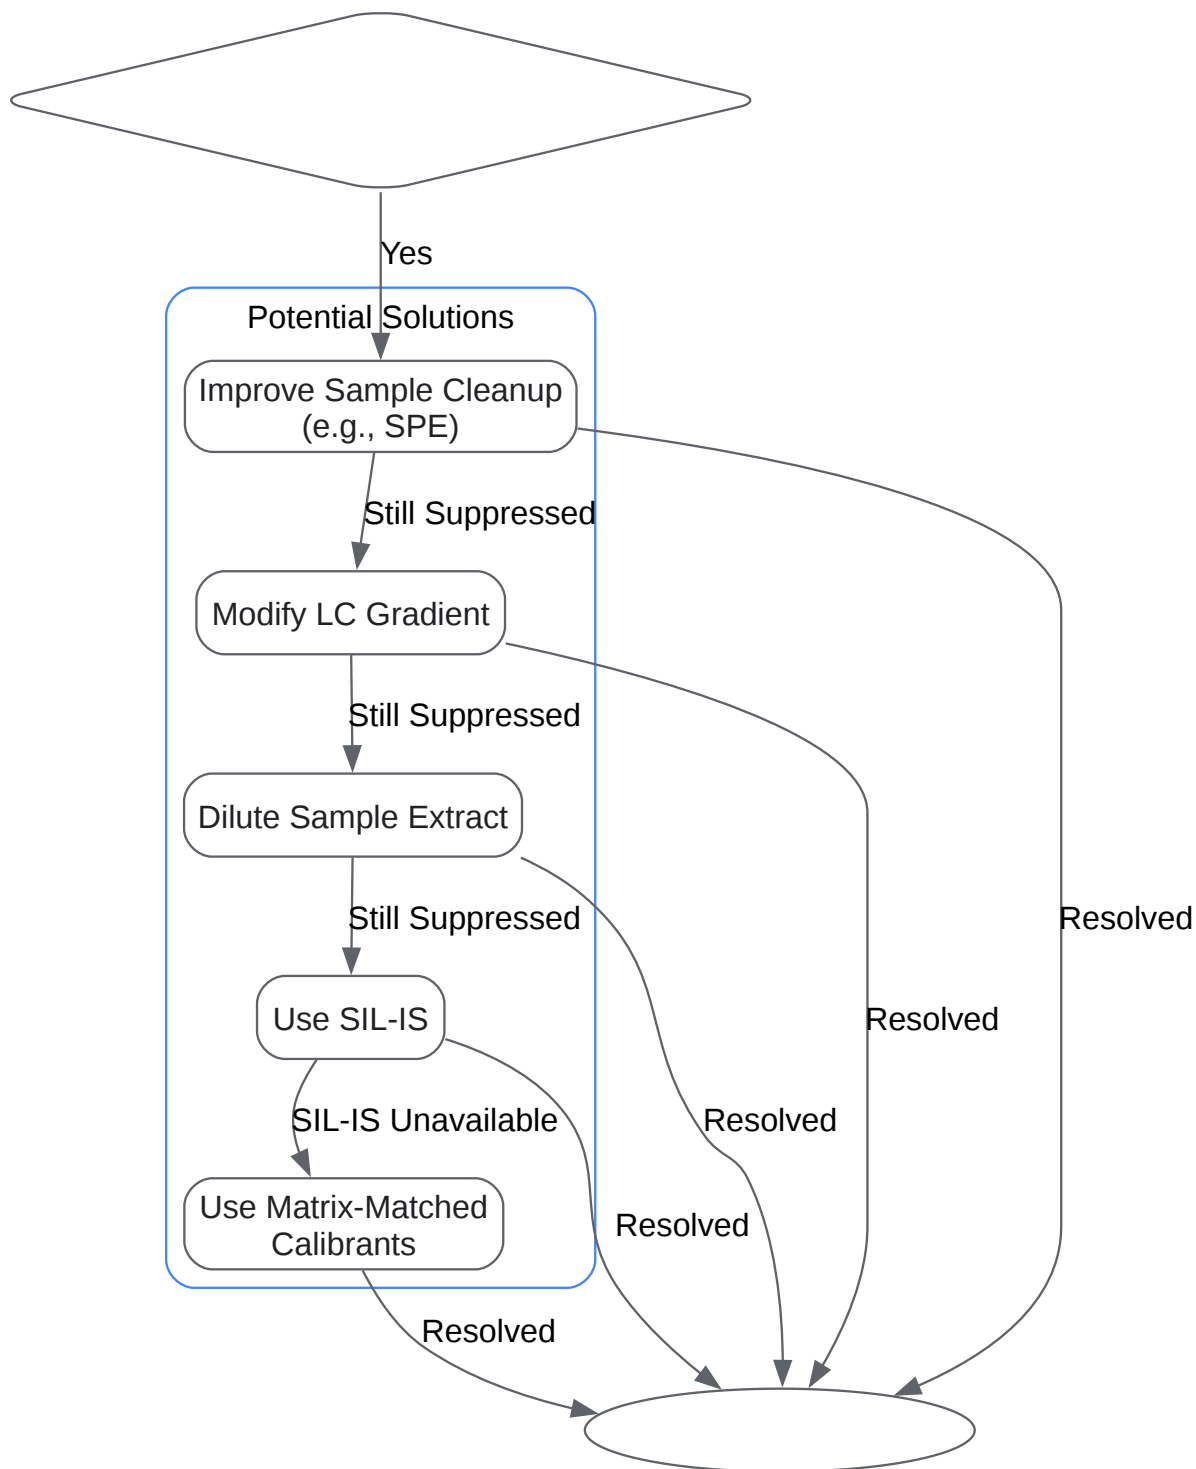 Yes
Potential Solutions
Improve Sample Cleanup
(e.g., SPE)
Still Suppressed
Modify LC Gradient
Still Suppressed
Dilute Sample Extract
Still Suppressed
Resolved
Use SIL-IS
Resolved
SIL-IS Unavailable
Resolved
Use Matrix-Matched
Calibrants
Resolved
Resolved